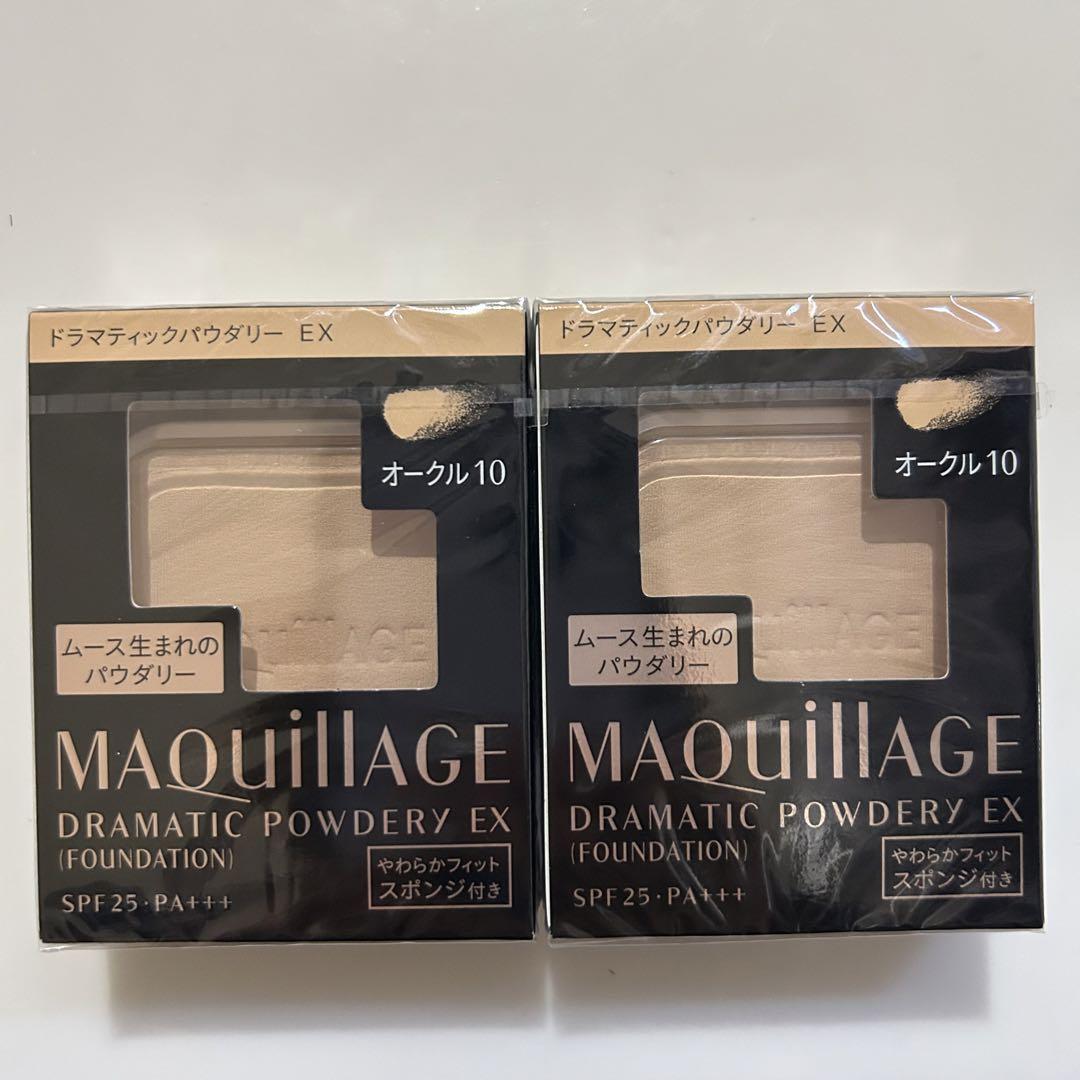 ドラマティックパウダリー EX
オークル10
ムース生まれの
パウダリー
QuillAGE
MAQuillAGE
DRAMATIC POWDERY EX
(FOUNDATION)
やわらかフィット
スポンジ付き
SPF25・PA+++
ドラマティックパウダリー EX
オークル10
ムース生まれの
パウダリー
QuillAGE
MAQuillAGE
DRAMATIC POWDERY EX
(FOUNDATION)
やわらかフィット
スポンジ付き
SPF25・PA+++